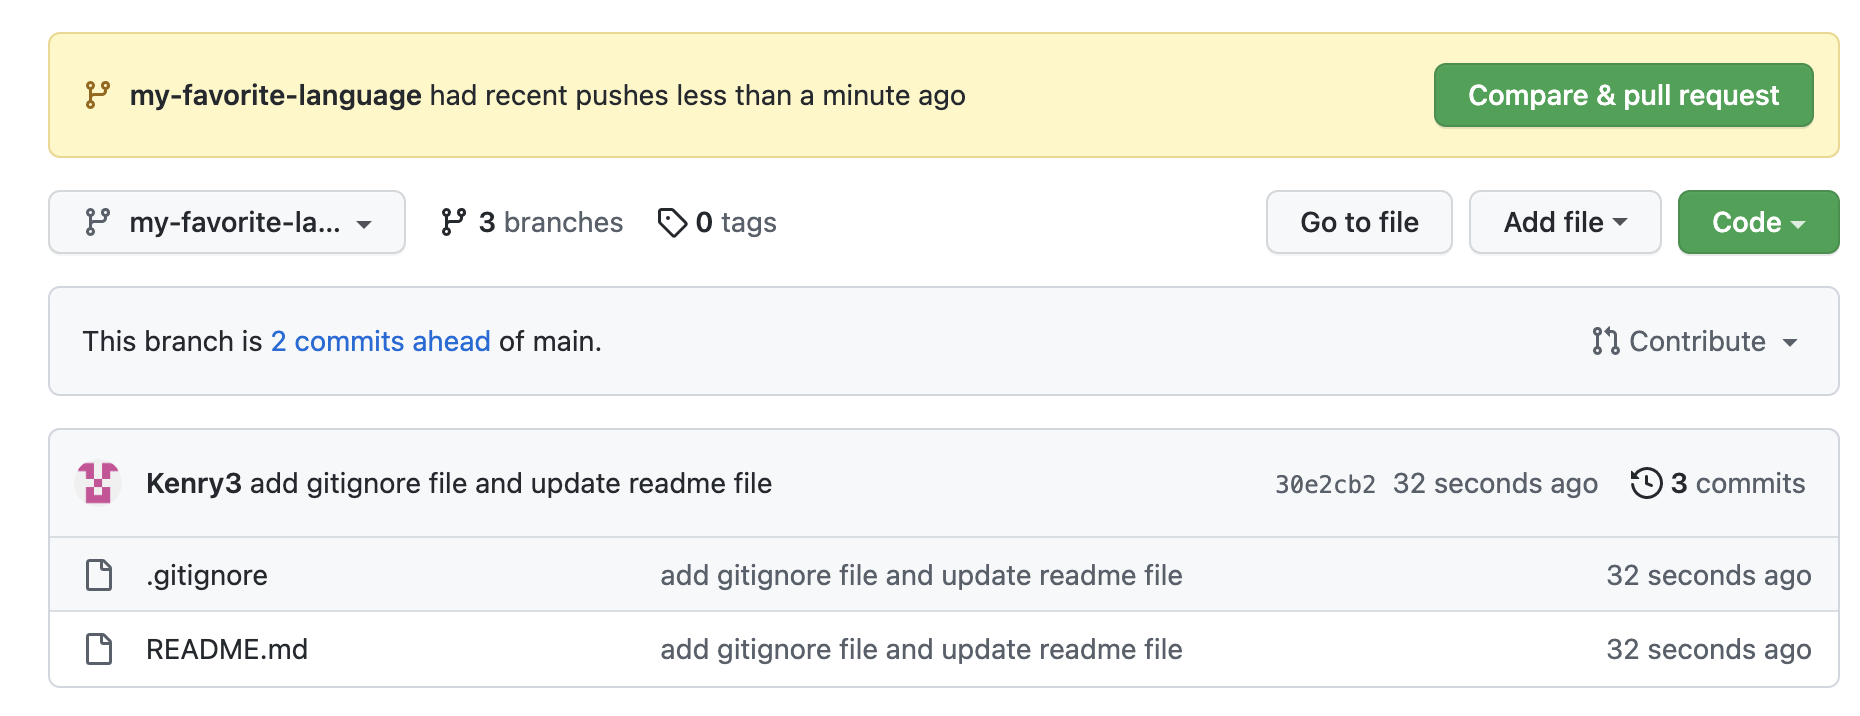 my-favorite-language had recent pushes less than a minute ago
Compare & pull request
my-favorite-la...
3 branches
0 tags
Go to file
Add file
Code
This branch is 2 commits ahead of main.
Contribute
Kenry3 add gitignore file and update readme file
30e2cb2 32 seconds ago
3 commits
.gitignore add gitignore file and update readme file 32 seconds ago
README.md add gitignore file and update readme file 32 seconds ago